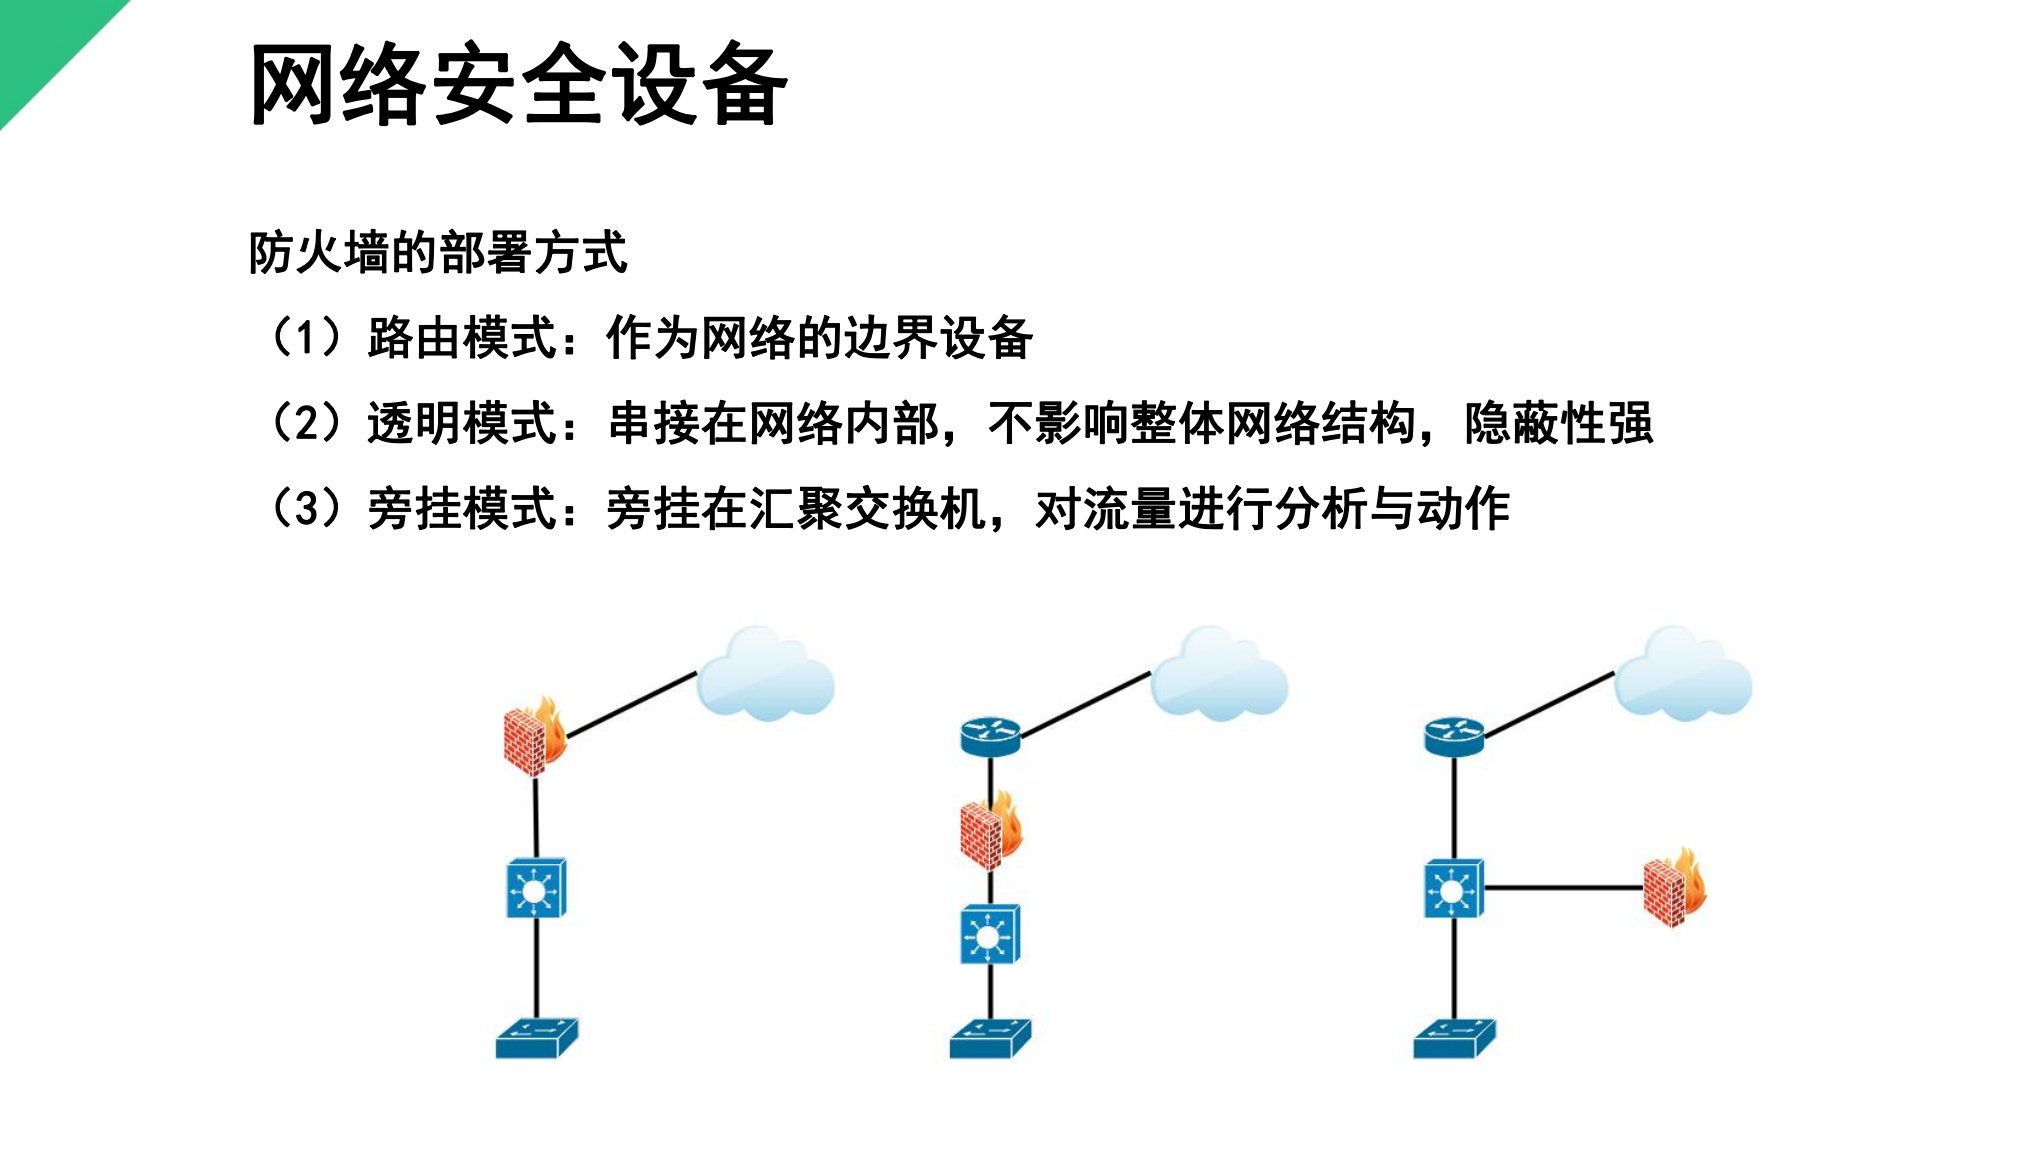 网络安全设备
防火墙的部署方式
（1）路由模式：作为网络的边界设备
（2）透明模式：串接在网络内部，不影响整体网络结构，隐蔽性强
（3）旁挂模式：旁挂在汇聚交换机，对流量进行分析与动作